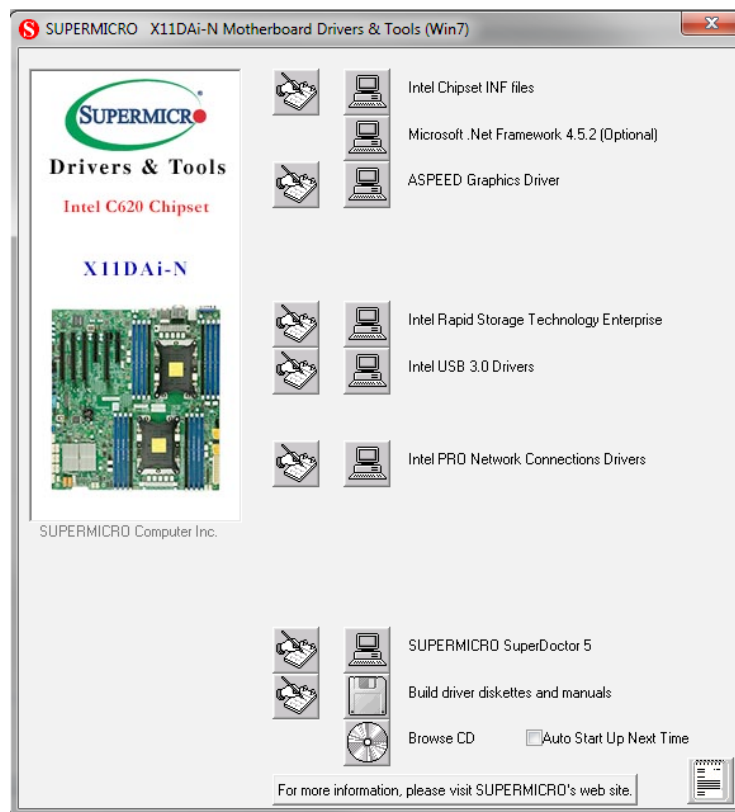 SUPERMICRO X11DAi-N Motherboard Drivers & Tools (Win7)
SUPERMICR
Drivers & Tools
Intel C620 Chipset
X11DAi-N
SUPERMICRO Computer Inc.
Intel Chipset INF files
Microsoft .Net Framework 4.5.2 (Optional)
ASPEED Graphics Driver
Intel Rapid Storage Technology Enterprise
Intel USB 3.0 Drivers
Intel PRO Network Connections Drivers
SUPERMICRO SuperDoctor 5
Build driver diskettes and manuals
Browse CD Auto Start Up Next Time
For more information, please visit SUPERMICRO's web site.